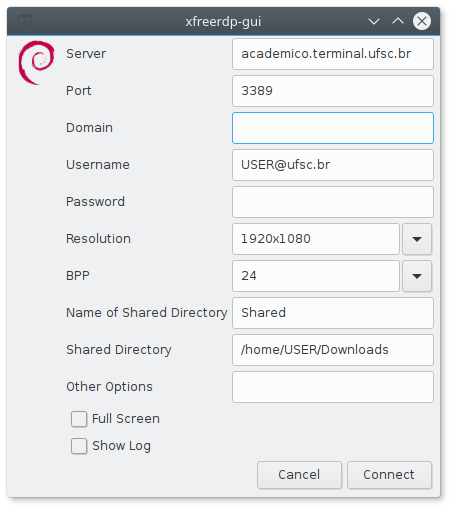 xfreerdp-gui
Server academico.terminal.ufsc.br
Port 3389
Domain
Username USER@ufsc.br
Password
Resolution 1920x1080
BPP 24
Name of Shared Directory Shared
Shared Directory /home/USER/Downloads
Other Options
Full Screen
Show Log
Cancel Connect